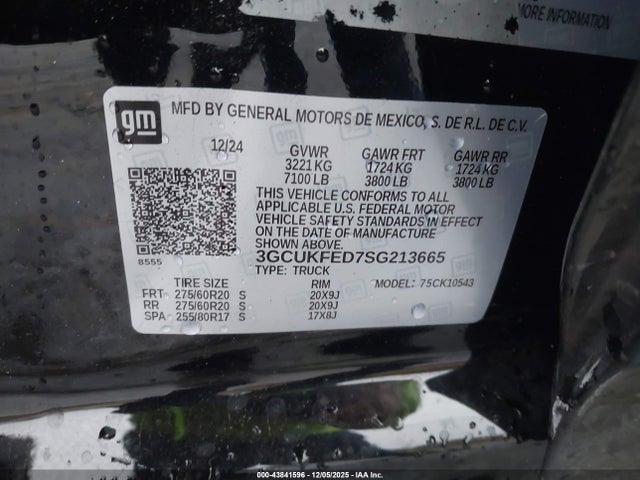 MORE INFORMATION
gm
MFD BY GENERAL MOTORS DE MEXICO, S. DE R.L. DE C.V.
12/24 GVWR GAWR FRT GAWR RR
3221 KG 1724 KG 1724 KG
7100 LB 3800 LB 3800 LB
THIS VEHICLE CONFORMS TO ALL
APPLICABLE U.S. FEDERAL MOTOR
VEHICLE SAFETY STANDARDS IN EFFECT
ON THE DATE OF MANUFACTURE
SHOWN ABOVE.
8555
3GCUKFED7SG213665
TYPE: TRUCK
TIRE SIZE RIM MODEL: 75CK10543
FRT 275/60R20 S 20X9J
RR 275/60R20 S 20X9J
SPA 255/80R17 S 17X8J
000-43841596 - 12/05/2025 - IAA Inc.